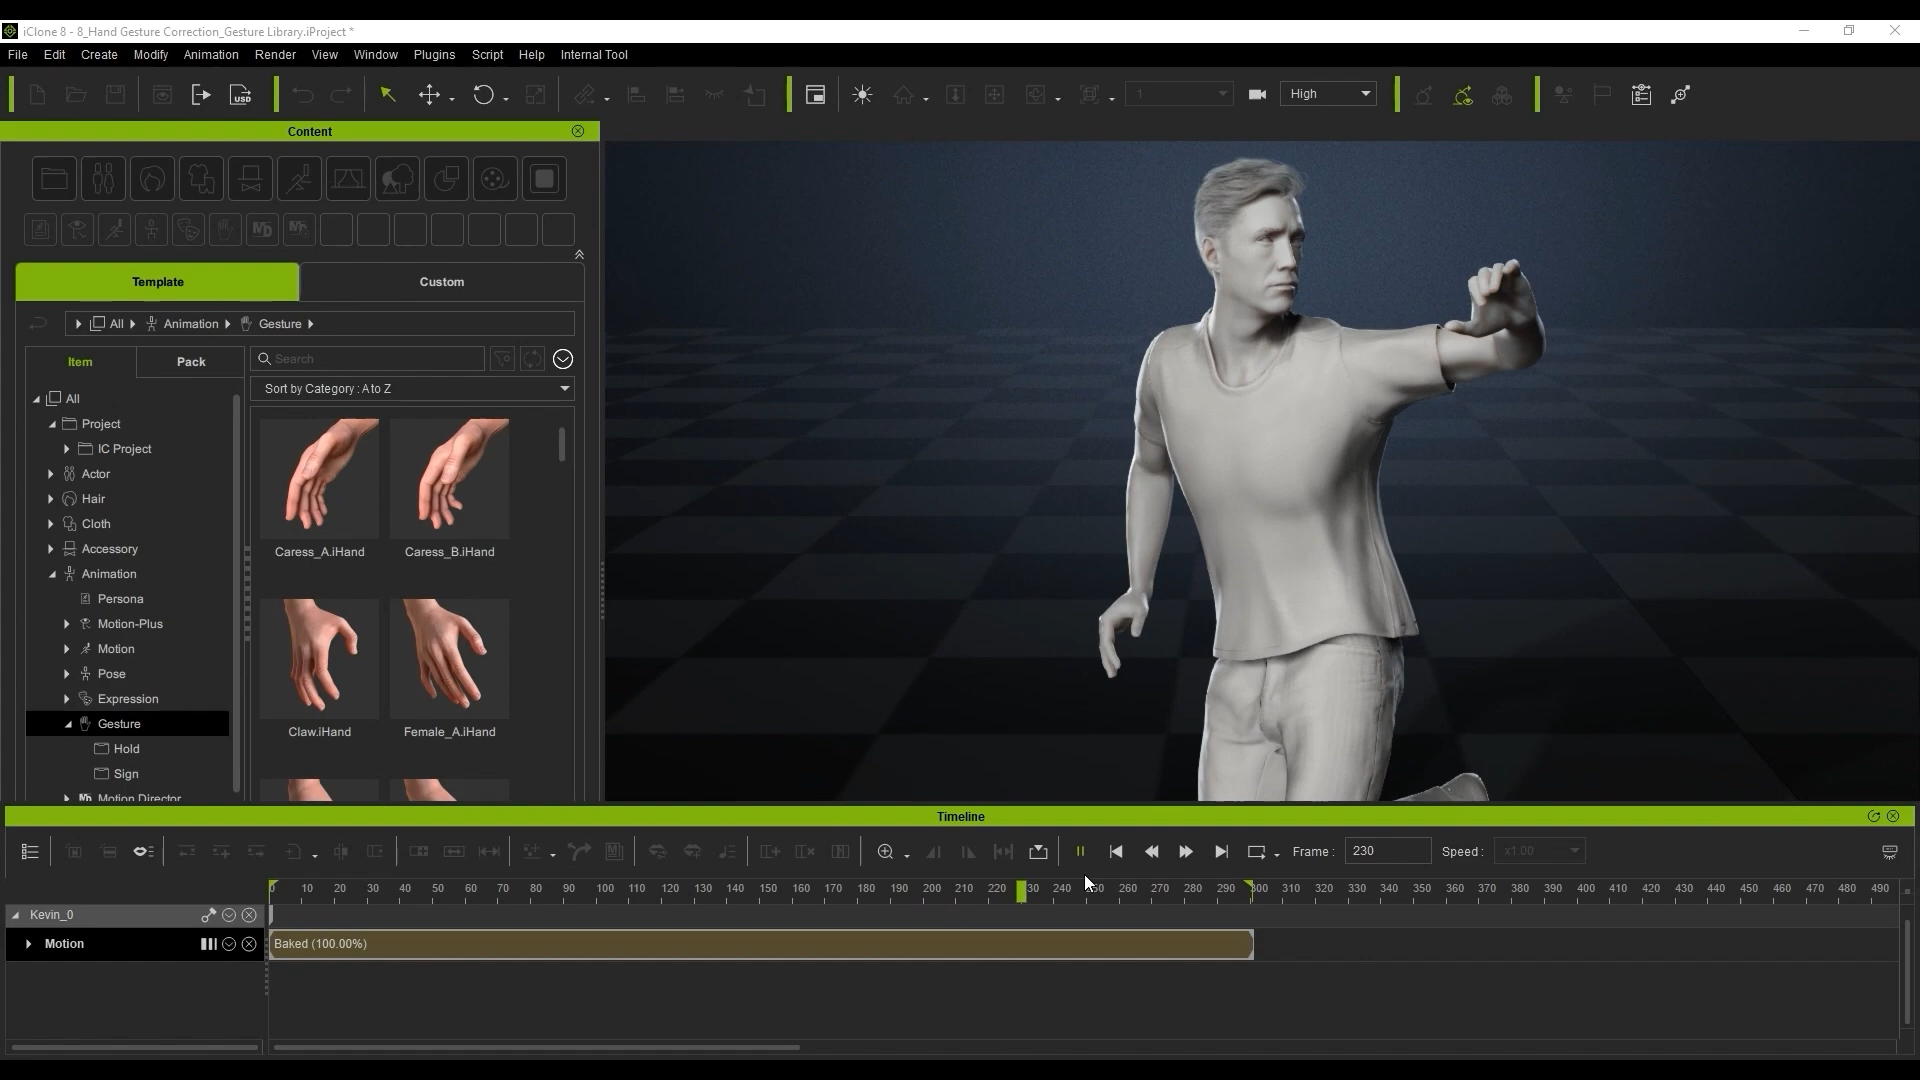 iClone 8 - 8_Hand Gesture Correction_Gesture Library.iProject *
File Edit Create Modify Animation Render View Window Plugins Script Help Internal Tool
USD 1 High
Content
Template Custom
All Animation Gesture
Item Pack Search
Sort by Category : A to Z
All
Project
IC Project
Actor
Hair
Cloth
Accessory
Animation
Persona
Motion-Plus
Motion
Pose
Expression
Gesture
Hold
Sign
Motion Director
Caress_A.iHand Caress_B.iHand
Claw.iHand Female_A.iHand
Timeline
Frame : 230 Speed : x1.00
0 10 20 30 40 50 60 70 80 90 100 110 120 130 140 150 160 170 180 190 200 210 220 230 240 250 260 270 280 290 300 310 320 330 340 350 360 370 380 390 400 410 420 430 440 450 460 470 480 490
Kevin_0
Motion Baked (100.00%)